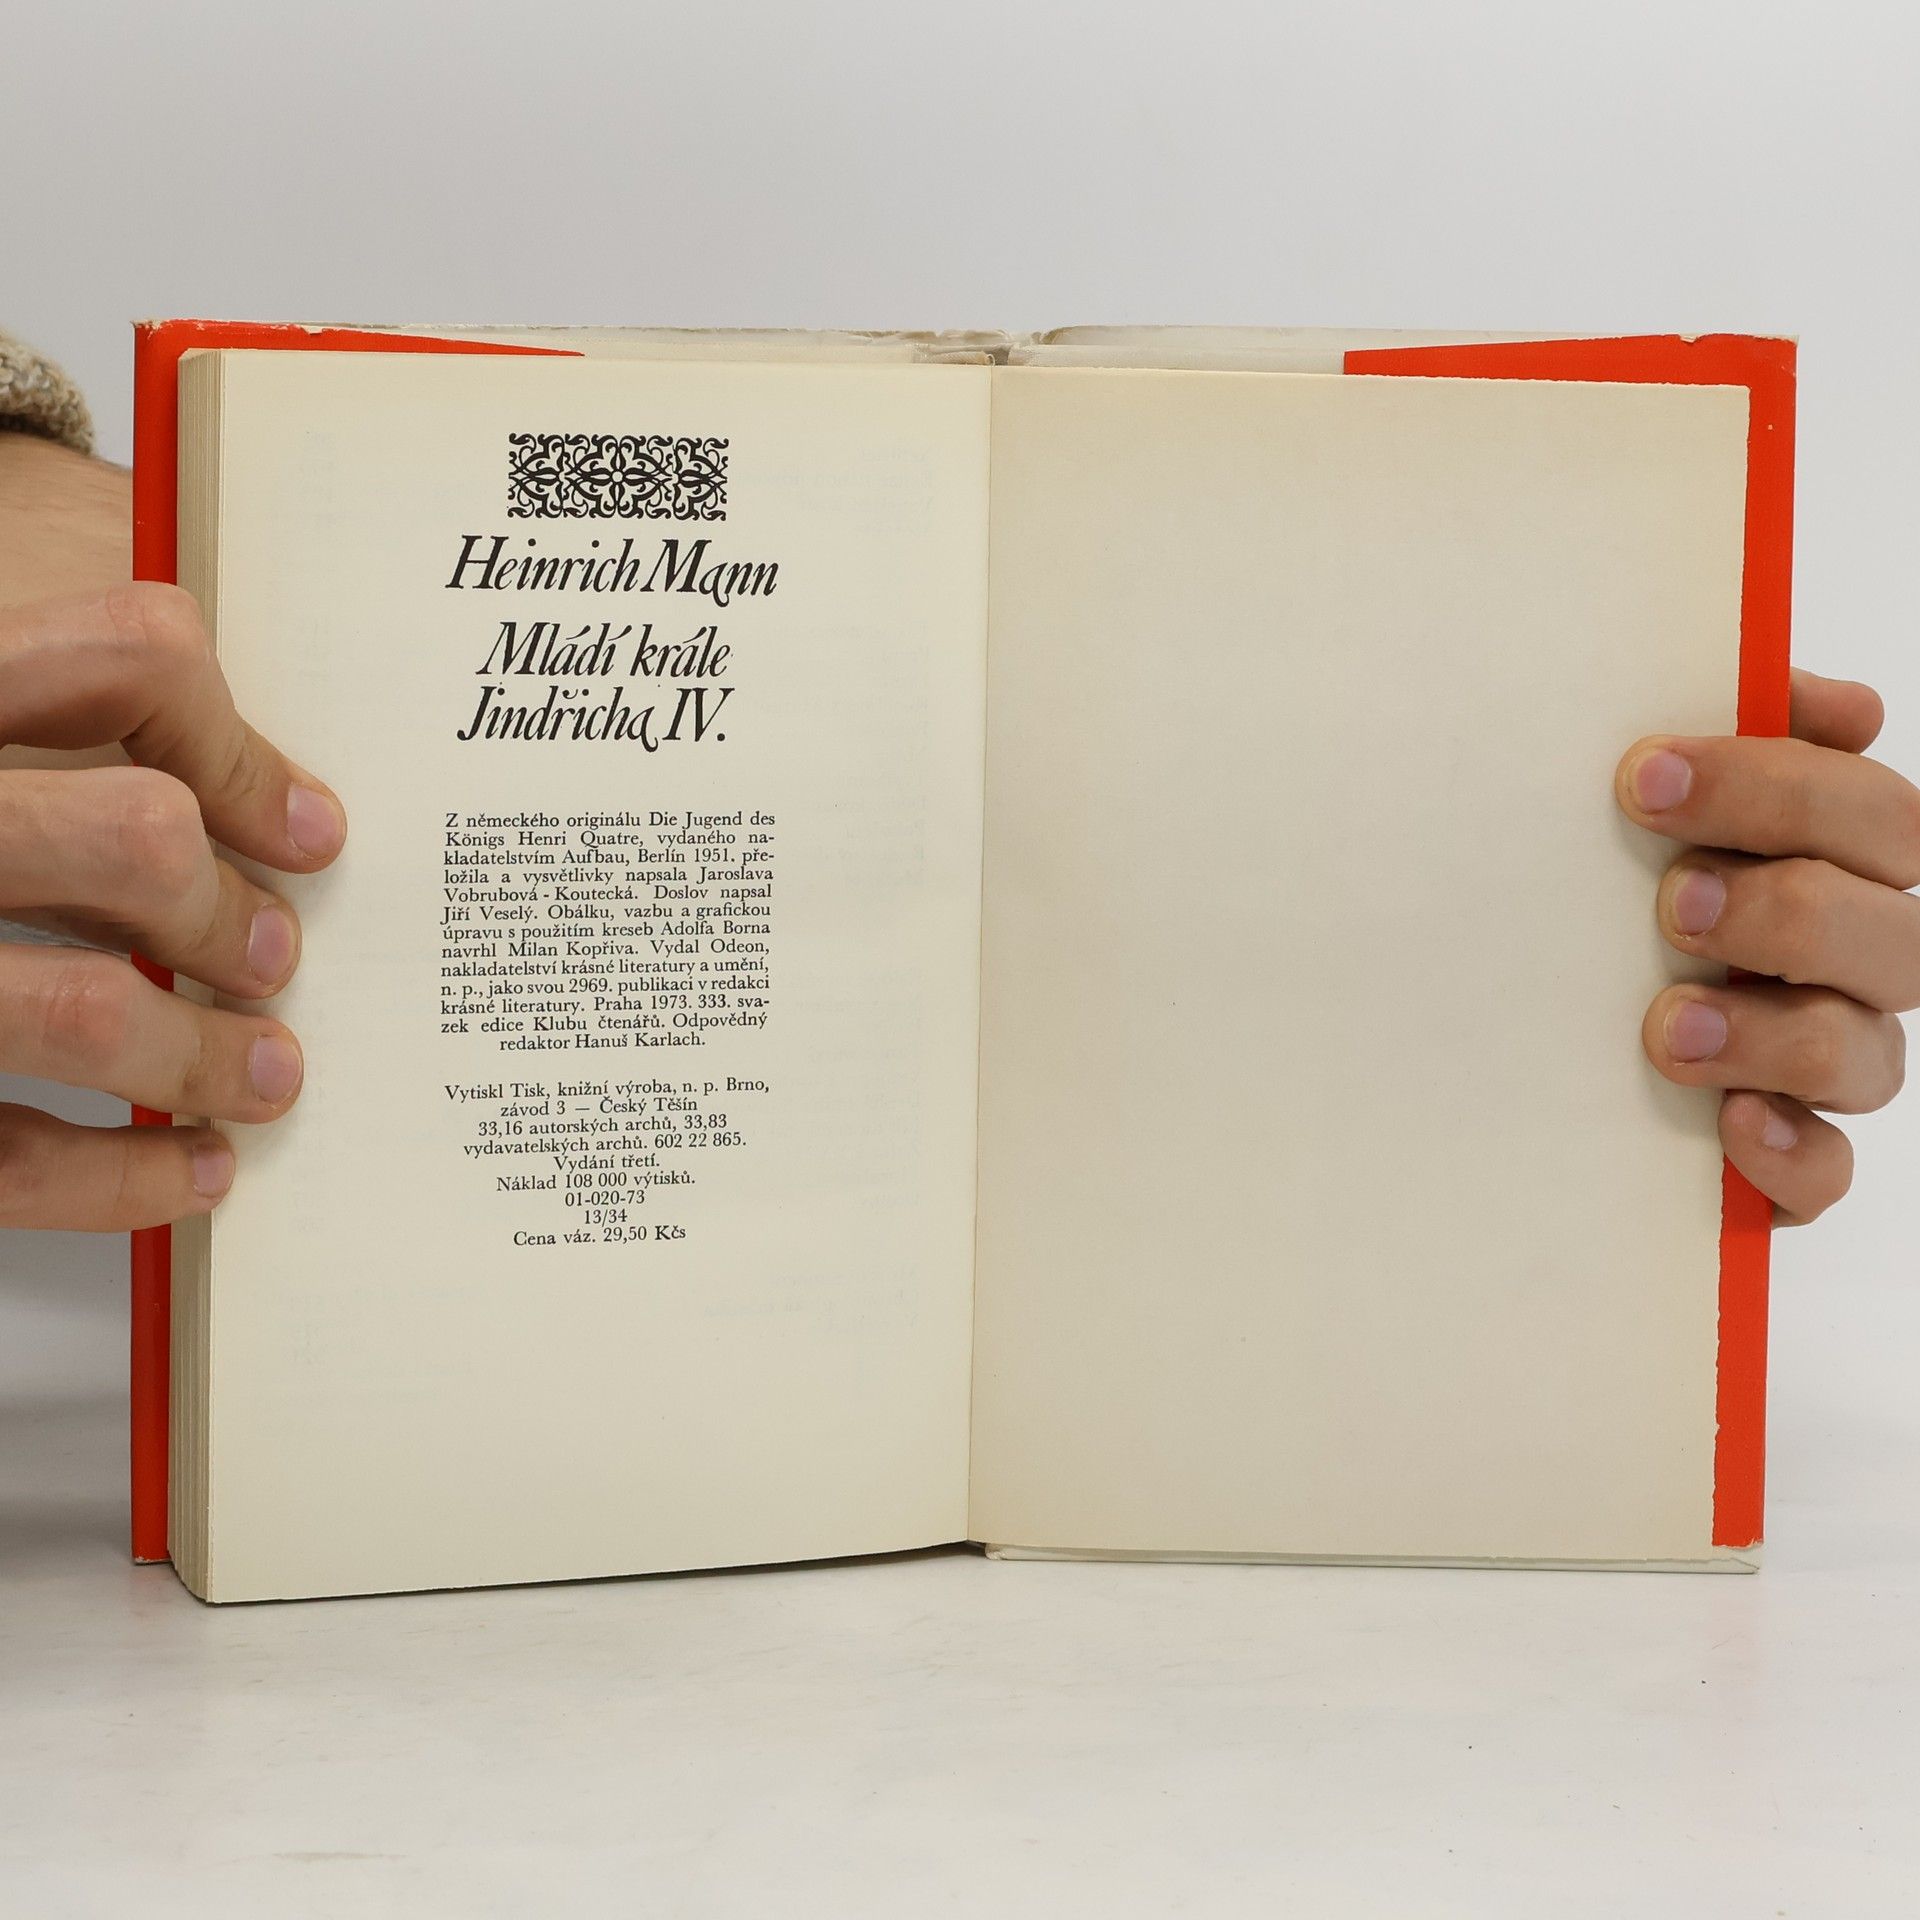 Heinrich Mann
Mládí krále
Jindřicha IV.
Z německého originálu Die Jugend des
Königs Henri Quatre, vydaného na-
kladatelstvím Aufbau, Berlín 1951. pře-
ložila a vysvětlivky napsala Jaroslava
Vobrubová - Koutecká. Doslov napsal
Jiří Veselý. Obálku, vazbu a grafickou
úpravu s použitím kreseb Adolfa Borna
navrhl Milan Kopřiva. Vydal Odeon,
nakladatelství krásné literatury a umění,
n. p., jako svou 2969. publikaci v redakci
krásné literatury. Praha 1973. 333. sva-
zek edice Klubu čtenářů. Odpovědný
redaktor Hanuš Karlach.
Vytiskl Tisk, knižní výroba, n. p. Brno,
závod 3 — Český Těšín
33,16 autorských archů, 33,83
vydavatelských archů. 602 22 865.
Vydání třetí.
Náklad 108 000 výtisků.
01-020-73
13/34
Cena váz. 29,50 Kčs